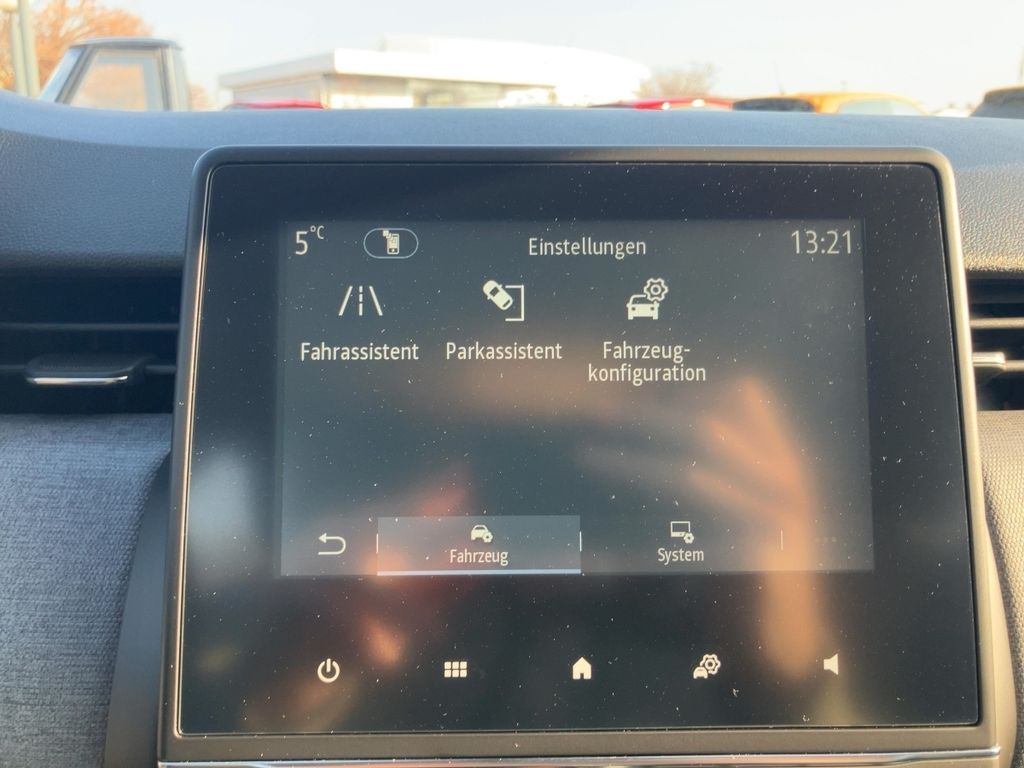 5°C Einstellungen 13:21
Fahrassistent Parkassistent Fahrzeug-
konfiguration
Fahrzeug System